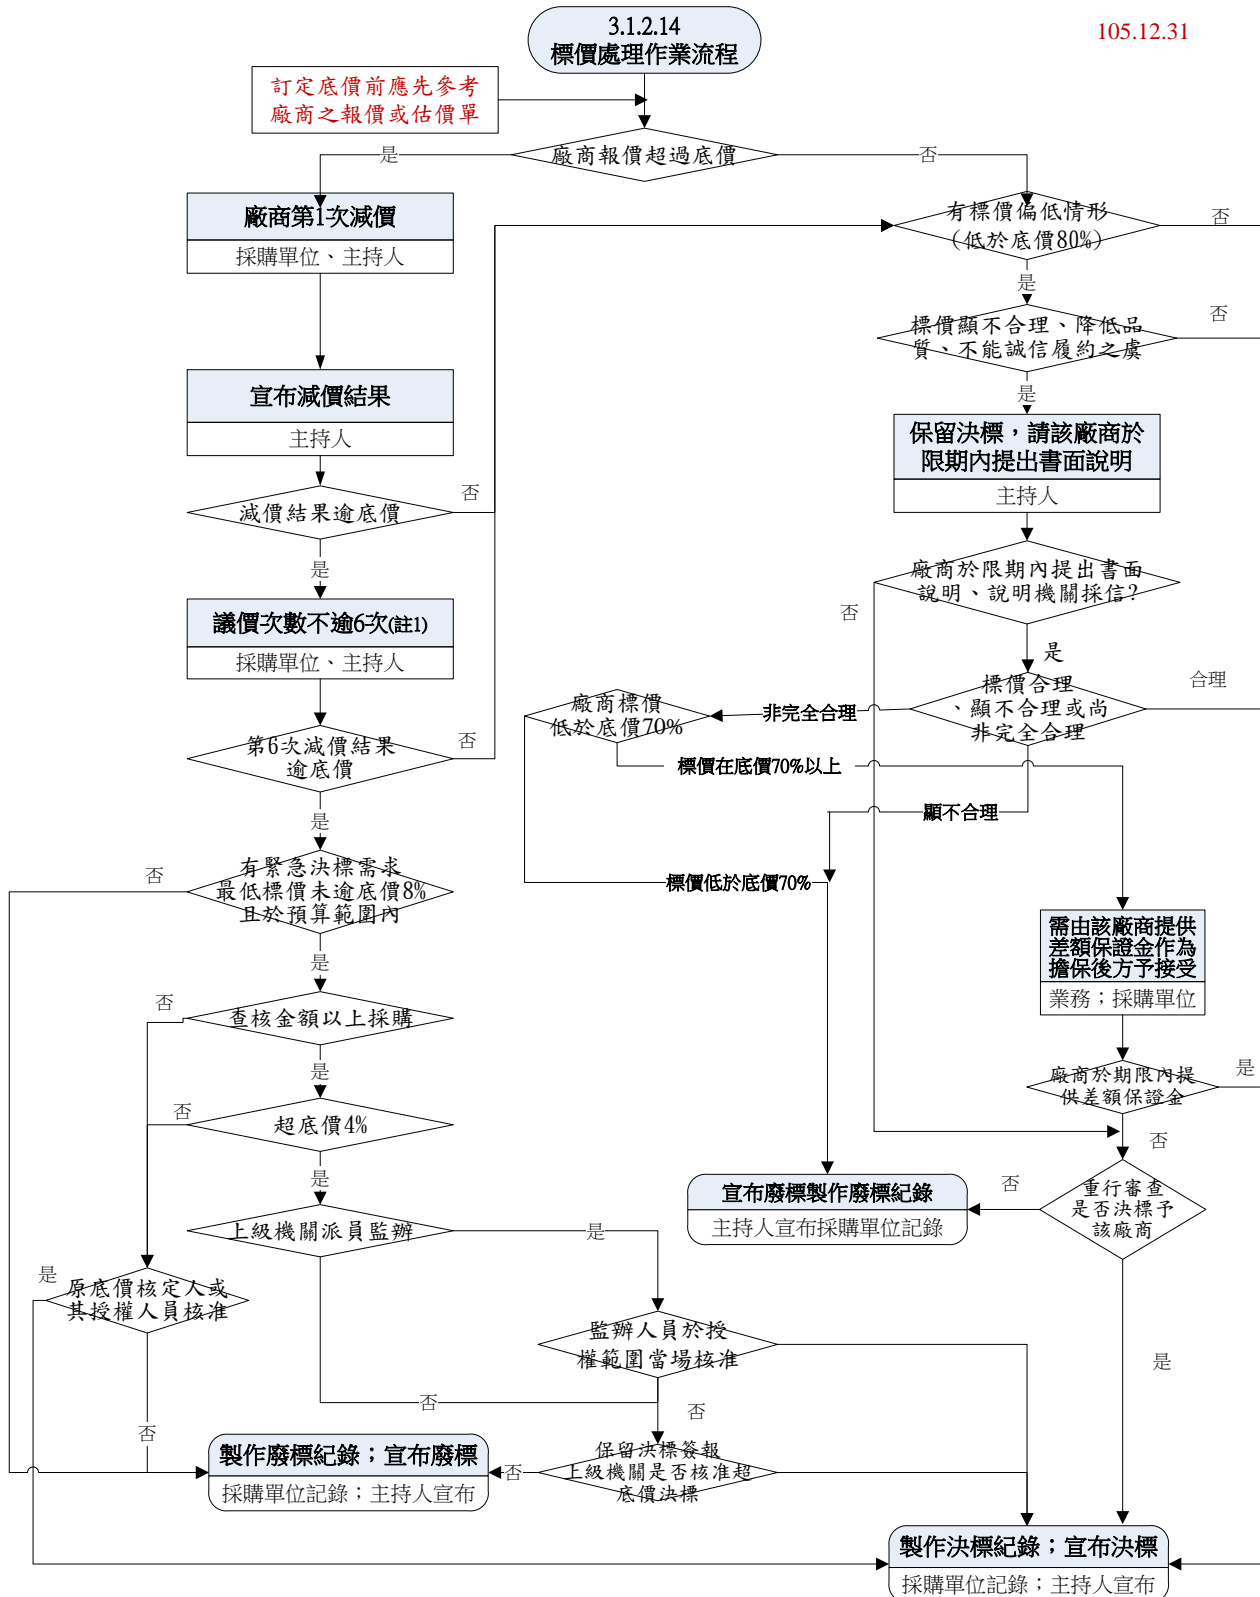 3.1.2.14
標價處理作業流程
105.12.31
訂定底價前應先參考
廠商之報價或估價單
是
廠商報價超過底價
否
廠商第1次減價
採購單位、主持人
有標價偏低情形
(低於底價80%)
否
是
標價顯不合理、降低品
質、不能誠信履約之虞
否
是
宣布減價結果
主持人
保留決標，請該廠商於
限期內提出書面說明
主持人
減價結果逾底價
否
是
廠商於限期內提出書面
說明、說明機關採信?
否
是
議價次數不逾6次(註1)
採購單位、主持人
標價合理
、顯不合理或尚
非完全合理
合理
非完全合理
廠商標價
低於底價70%
第6次減價結果
逾底價
否
標價在底價70%以上
顯不合理
是
有緊急決標需求
最低標價未逾底價8%
且於預算範圍內
否
標價低於底價70%
是
需由該廠商提供
差額保證金作為
擔保後方予接受
業務；採購單位
否
查核金額以上採購
是
廠商於期限內提
供差額保證金
是
否
否
超底價4%
是
宣布廢標製作廢標紀錄
主持人宣布採購單位記錄
否
重行審查
是否決標予
該廠商
上級機關派員監辦
是
是
原底價核定人或
其授權人員核准
監辦人員於授
權範圍當場核准
是
否
否
否
製作廢標紀錄；宣布廢標
採購單位記錄；主持人宣布
否
保留決標簽報
上級機關是否核准超
底價決標
製作決標紀錄；宣布決標
採購單位記錄；主持人宣布